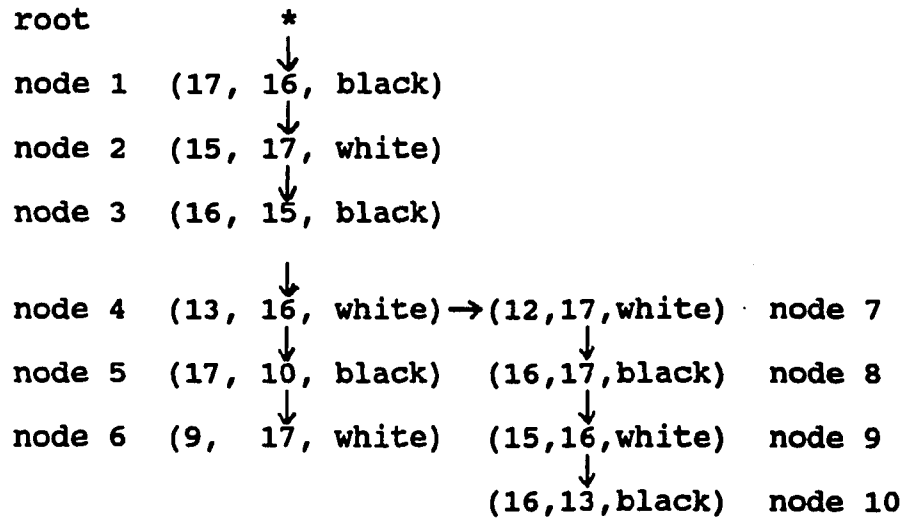 root *
node 1 (17, 16, black)
node 2 (15, 17, white)
node 3 (16, 15, black)
node 4 (13, 16, white)→(12,17,white) node 7
node 5 (17, 10, black) (16,17,black) node 8
node 6 (9, 17, white) (15,16,white) node 9
(16,13,black) node 10